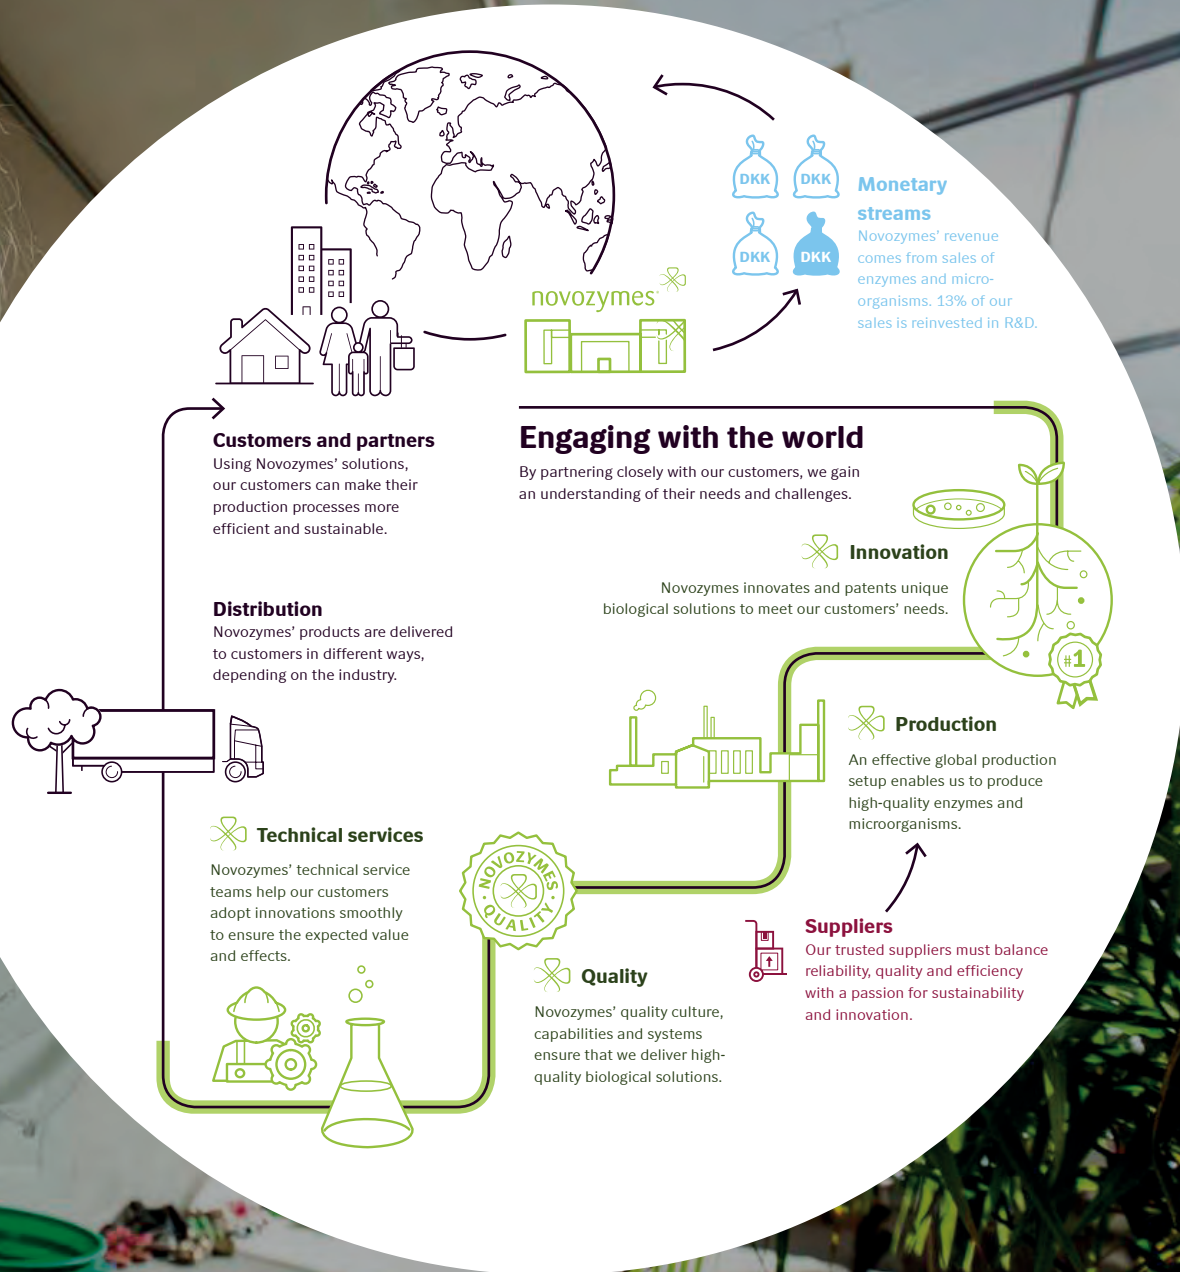 DKK
DKK
DKK
DKK
Monetary
streams
Novozymes' revenue
comes from sales of
enzymes and micro-
organisms. 13% of our
sales is reinvested in R&D.
novozymes
Customers and partners
Using Novozymes' solutions,
our customers can make their
production processes more
efficient and sustainable.
Engaging with the world
By partnering closely with our customers, we gain
an understanding of their needs and challenges.
Innovation
Novozymes innovates and patents unique
biological solutions to meet our customers' needs.
#1
Distribution
Novozymes' products are delivered
to customers in different ways,
depending on the industry.
Production
An effective global production
setup enables us to produce
high-quality enzymes and
microorganisms.
Technical services
Novozymes' technical service
teams help our customers
adopt innovations smoothly
to ensure the expected value
and effects.
NOVOZYMES
• QUALITY •
Suppliers
Our trusted suppliers must balance
reliability, quality and efficiency
with a passion for sustainability
and innovation.
Quality
Novozymes' quality culture,
capabilities and systems
ensure that we deliver high-
quality biological solutions.